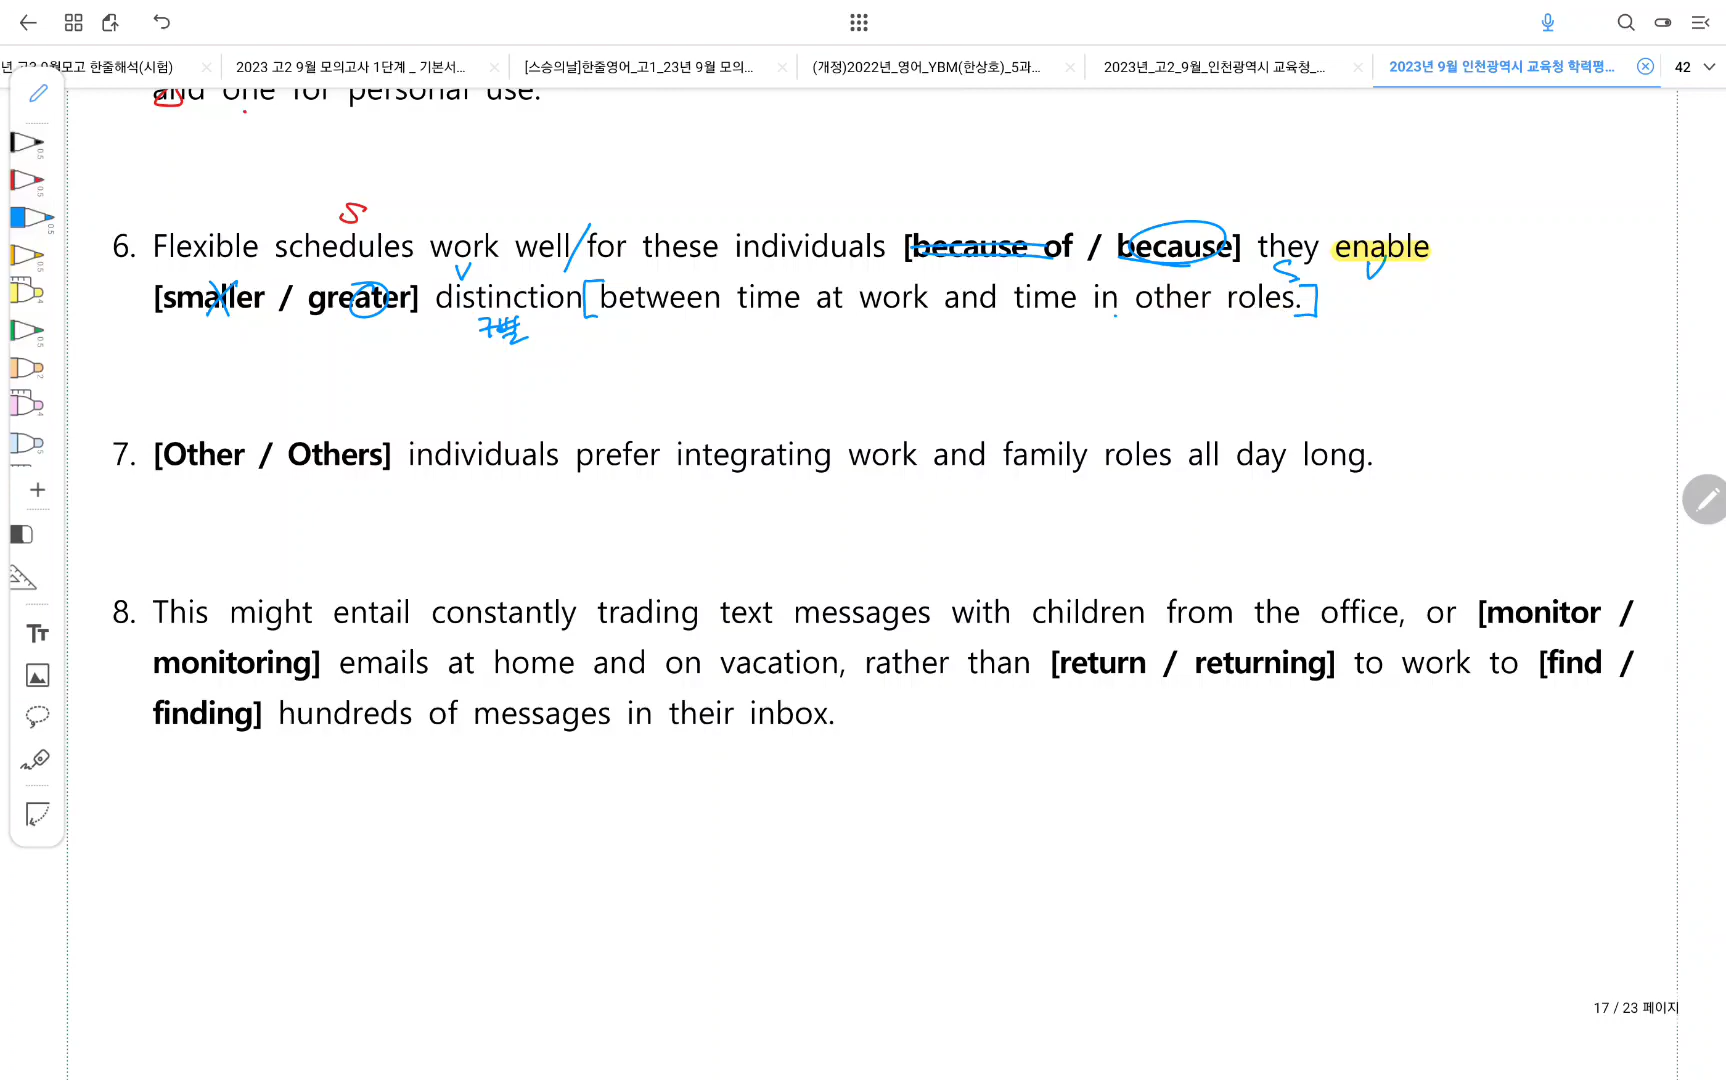 년 고3 9월모고 한줄해석(시험) 2023 고2 9월 모의고사 1단계 _ 기본서... [스승의날]한줄영어_고1_23년 9월 모의... (개정)2022년_영어_YBM(한상호)_5과... 2023년_고2_9월_인천광역시 교육청_... 2023년 9월 인천광역시 교육청 학력평... 42
and one for personal use.
S
6. Flexible schedules work well / for these individuals [because of / because] they enable
V S V
[smaller / greater] distinction [between time at work and time in other roles.]
구별
7. [Other / Others] individuals prefer integrating work and family roles all day long.
8. This might entail constantly trading text messages with children from the office, or [monitor /
monitoring] emails at home and on vacation, rather than [return / returning] to work to [find /
finding] hundreds of messages in their inbox.
Tт
17 / 23 페이지